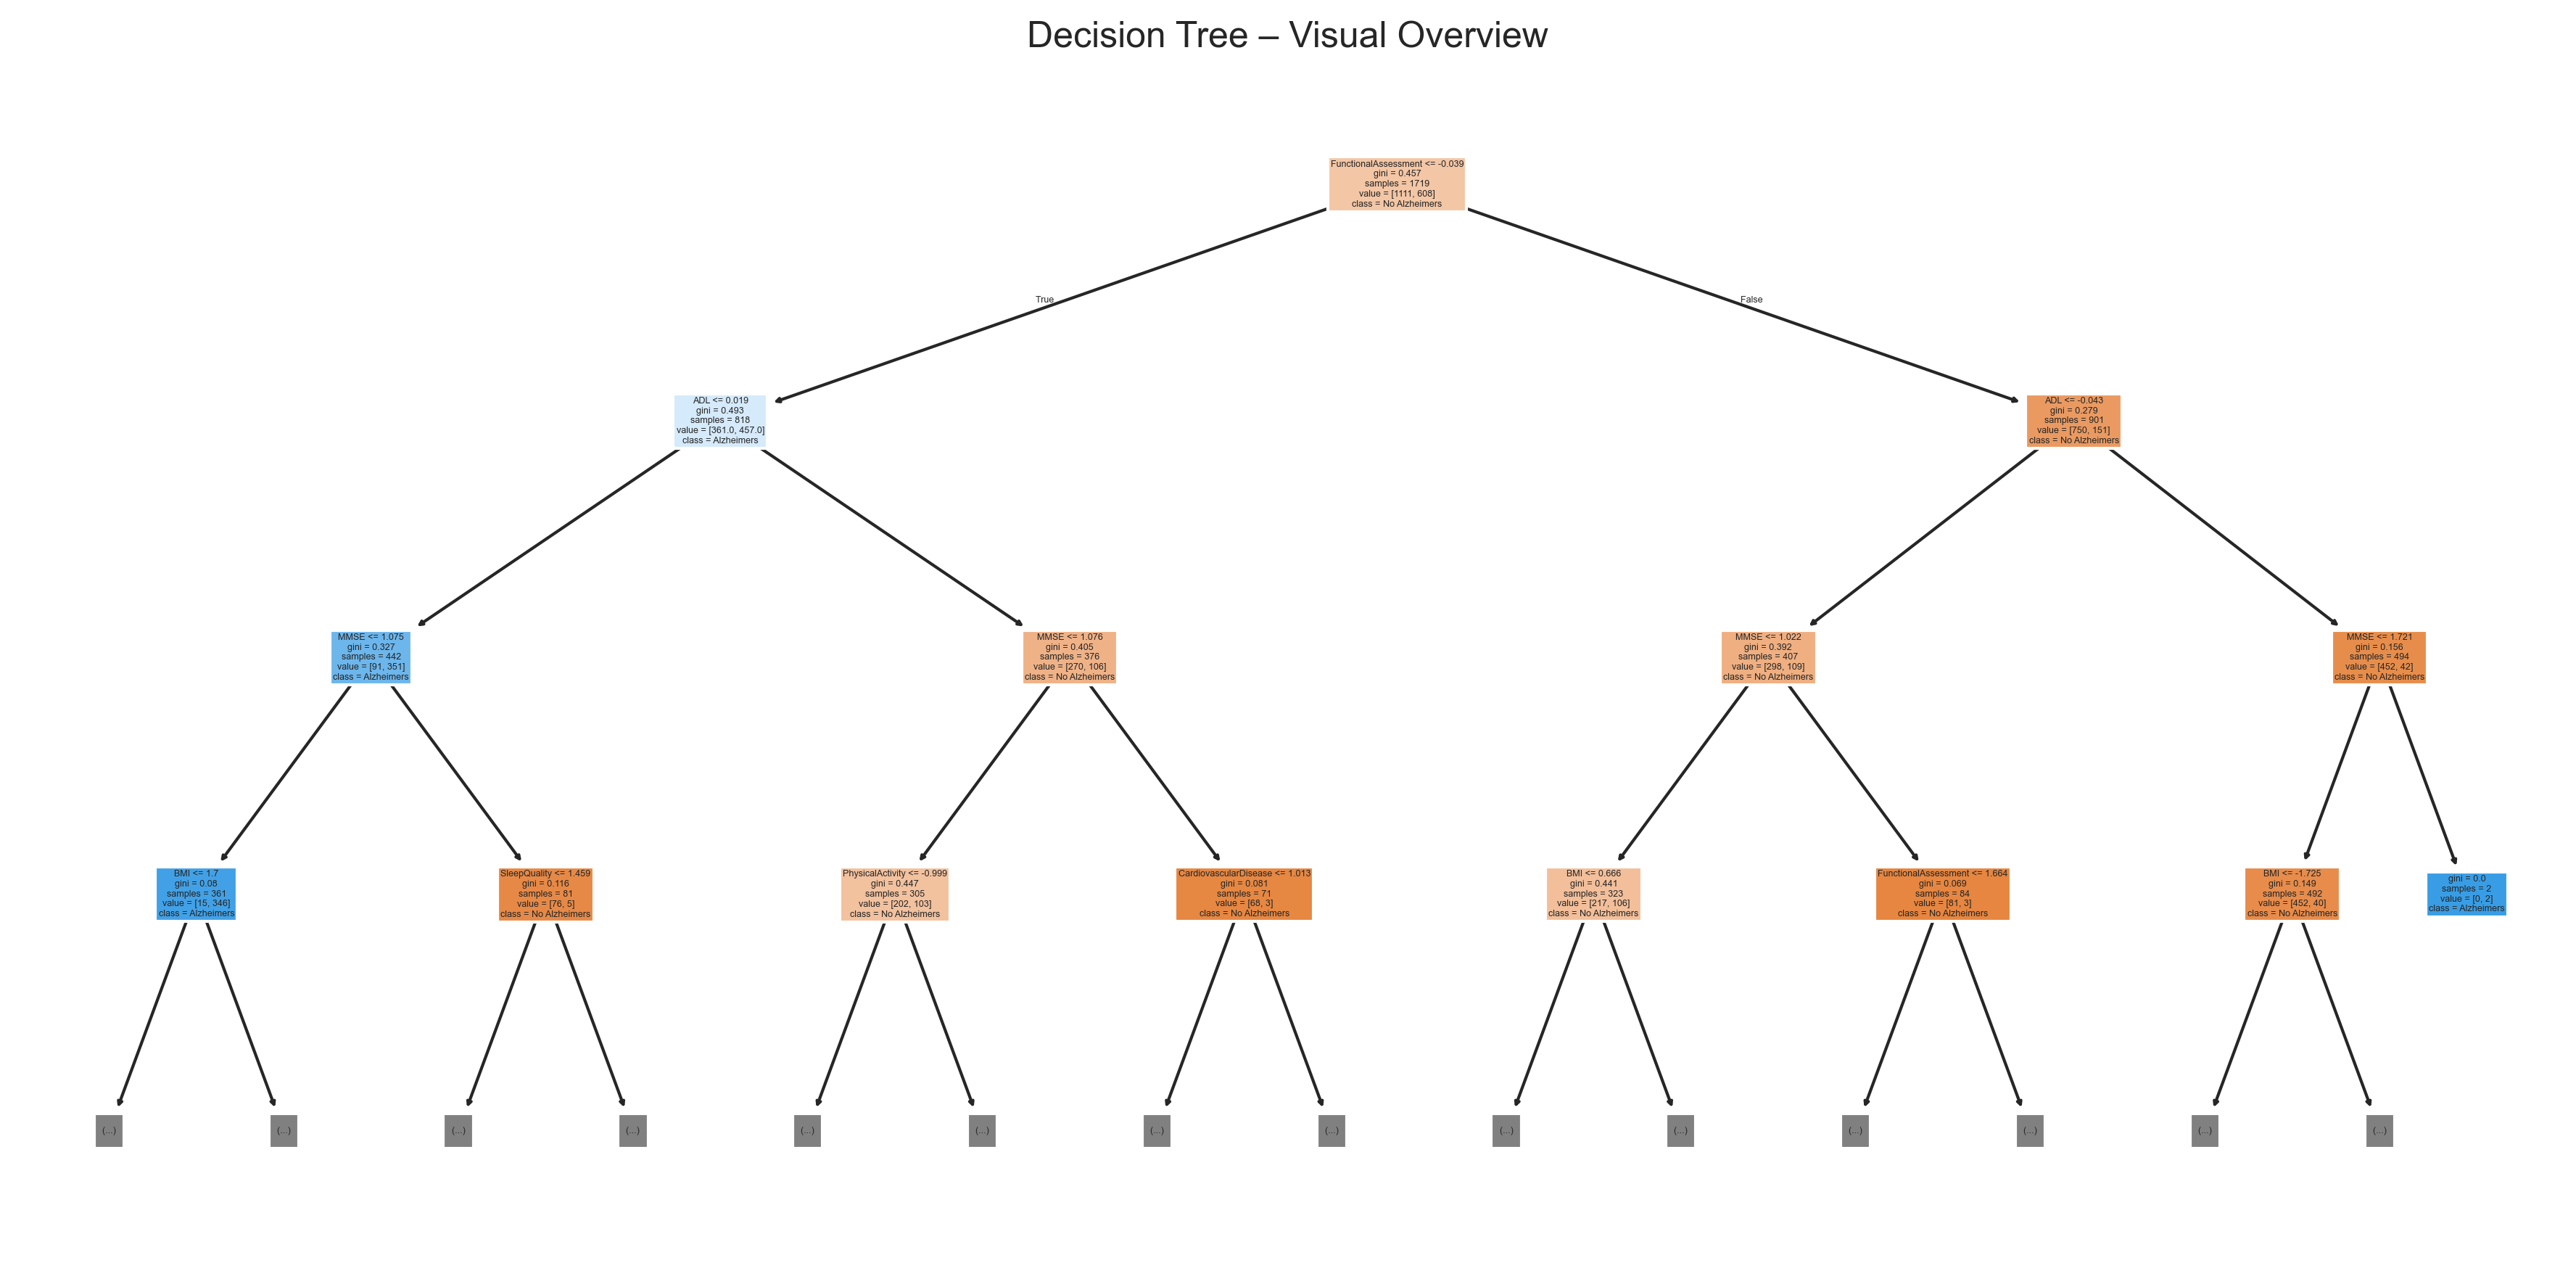 Decision Tree – Visual Overview
FunctionalAssessment <= -0.039
gini = 0.457
samples = 1719
value = [1111, 608]
class = No Alzheimers
True
False
ADL <= 0.019
gini = 0.493
samples = 818
value = [361.0, 457.0]
class = Alzheimers
ADL <= -0.043
gini = 0.279
samples = 901
value = [750, 151]
class = No Alzheimers
MMSE <= 1.075
gini = 0.327
samples = 442
value = [91, 351]
class = Alzheimers
MMSE <= 1.076
gini = 0.405
samples = 376
value = [270, 106]
class = No Alzheimers
MMSE <= 1.022
gini = 0.392
samples = 407
value = [298, 109]
class = No Alzheimers
MMSE <= 1.721
gini = 0.156
samples = 494
value = [452, 42]
class = No Alzheimers
BMI <= 1.7
gini = 0.08
samples = 361
value = [15, 346]
class = Alzheimers
SleepQuality <= 1.459
gini = 0.116
samples = 81
value = [76, 5]
class = No Alzheimers
PhysicalActivity <= -0.999
gini = 0.447
samples = 305
value = [202, 103]
class = No Alzheimers
CardiovascularDisease <= 1.013
gini = 0.081
samples = 71
value = [68, 3]
class = No Alzheimers
BMI <= 0.666
gini = 0.441
samples = 323
value = [217, 106]
class = No Alzheimers
FunctionalAssessment <= 1.664
gini = 0.069
samples = 84
value = [81, 3]
class = No Alzheimers
BMI <= -1.725
gini = 0.149
samples = 492
value = [452, 40]
class = No Alzheimers
gini = 0.0
samples = 2
value = [0, 2]
class = Alzheimers
(...)
(...)
(...)
(...)
(...)
(...)
(...)
(...)
(...)
(...)
(...)
(...)
(...)
(...)